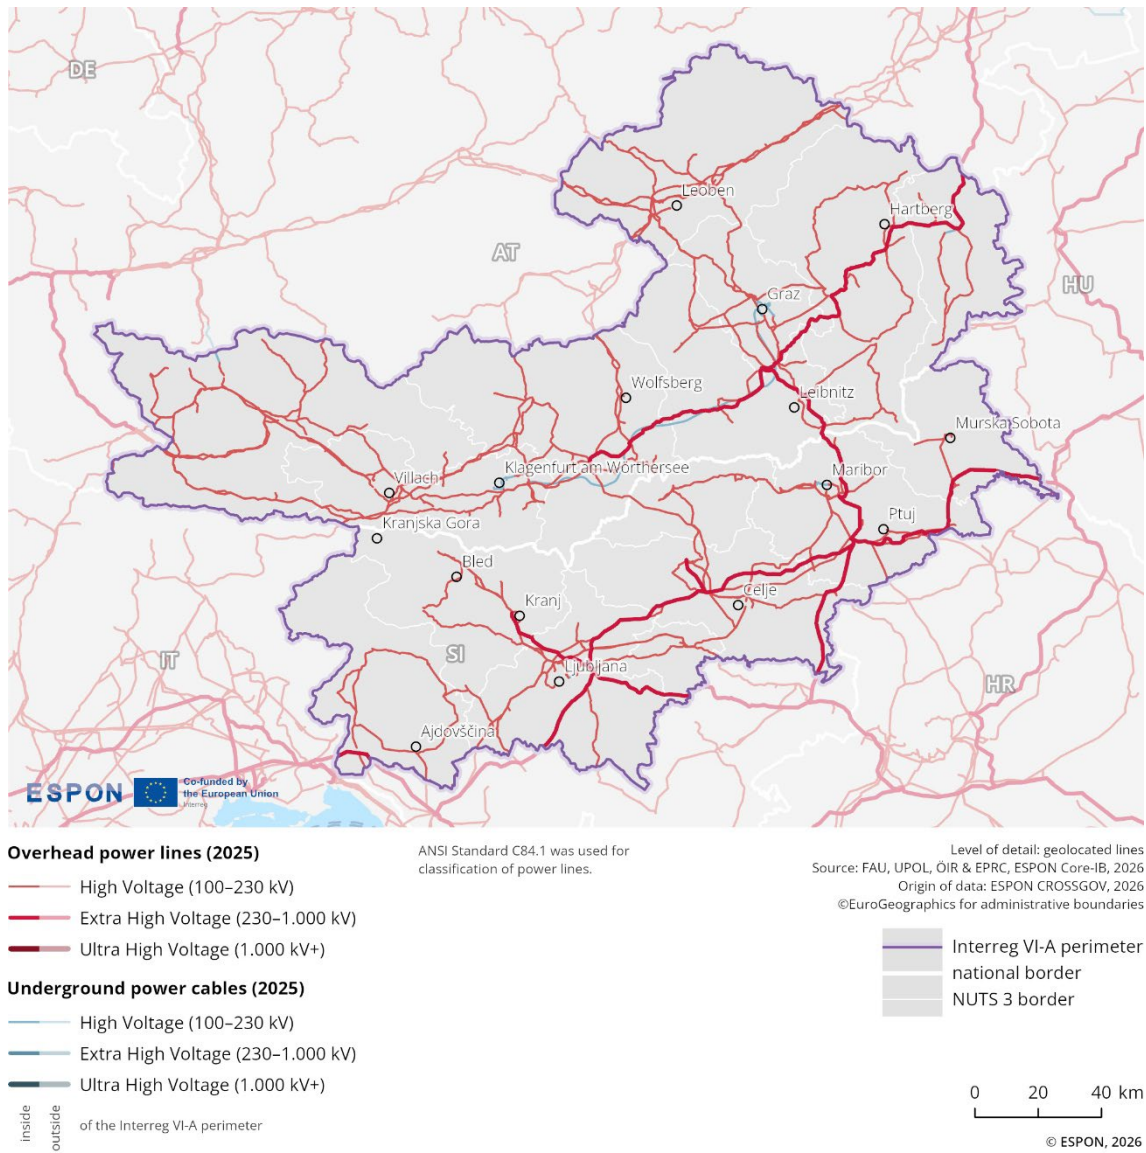 DE
Leoben
Hartberg
AT
HU
Graz
Wolfsberg
Leibnitz
Murska Sobota
Klagenfurt am Wörthersee
Villach
Maribor
Kranjska Gora
Ptuj
Bled
Celje
Kranj
SI
IT
Ljubljana
HR
Ajdovščina
ESPON
Co-funded by
the European Union
Interreg
Overhead power lines (2025)
High Voltage (100–230 kV)
Extra High Voltage (230–1.000 kV)
Ultra High Voltage (1.000 kV+)
Underground power cables (2025)
High Voltage (100–230 kV)
Extra High Voltage (230–1.000 kV)
Ultra High Voltage (1.000 kV+)
inside
outside
of the Interreg VI-A perimeter
ANSI Standard C84.1 was used for
classification of power lines.
Level of detail: geolocated lines
Source: FAU, UPOL, ÖIR & EPRC, ESPON Core-IB, 2026
Origin of data: ESPON CROSSGOV, 2026
©EuroGeographics for administrative boundaries
Interreg VI-A perimeter
national border
NUTS 3 border
0 20 40 km
© ESPON, 2026